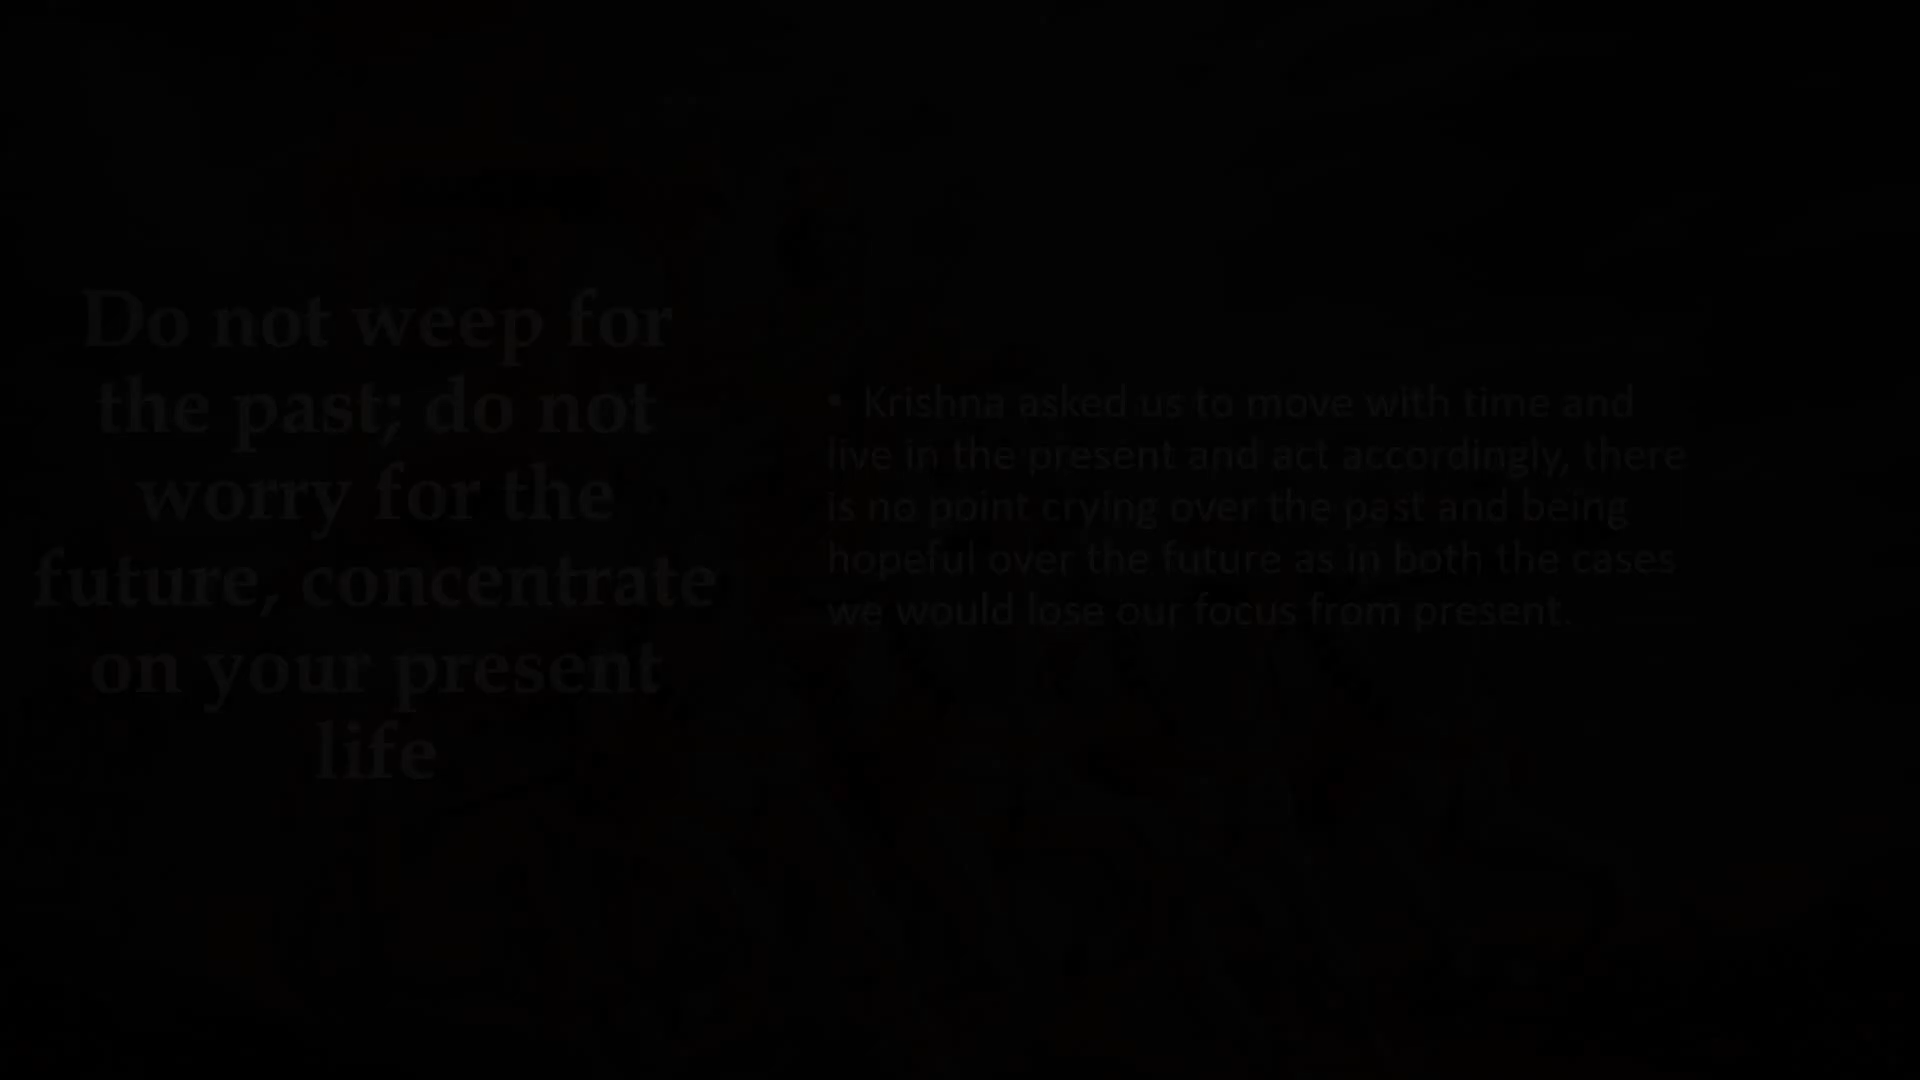 Do not weep for
the past; do not
worry for the
future, concentrate
on your present
life
• Krishna asked us to move with time and
live in the present and act accordingly, there
is no point crying over the past and being
hopeful over the future as in both the cases
we would lose our focus from present.